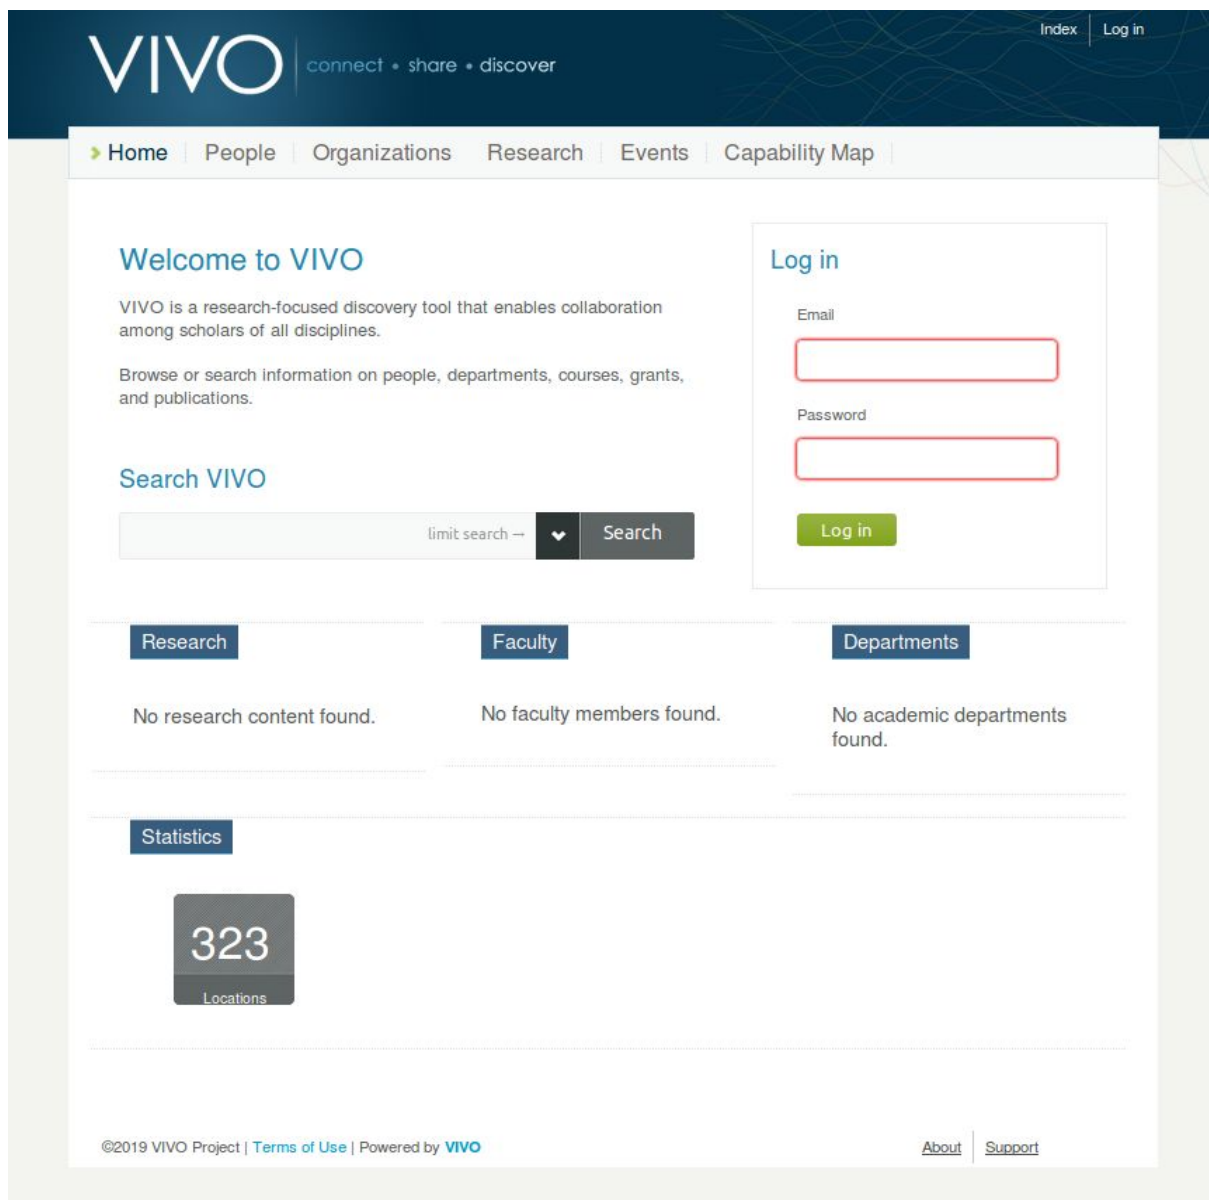 Index Log in
VIVO connect • share • discover
Home People Organizations Research Events Capability Map
Welcome to VIVO
VIVO is a research-focused discovery tool that enables collaboration
among scholars of all disciplines.
Browse or search information on people, departments, courses, grants,
and publications.
Search VIVO
limit search → Search
Log in
Email
Password
Log in
Research
No research content found.
Faculty
No faculty members found.
Departments
No academic departments
found.
Statistics
323
Locations
©2019 VIVO Project | Terms of Use | Powered by VIVO
About Support